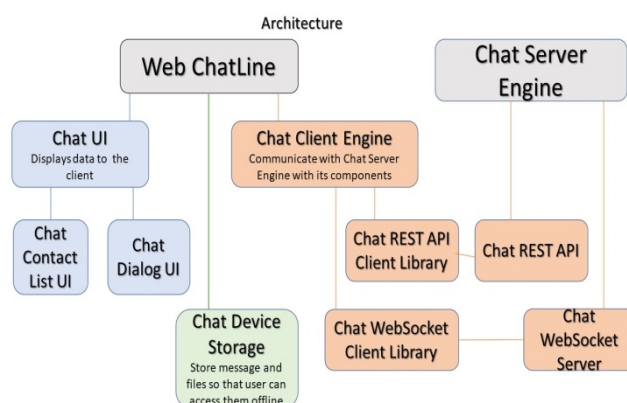 Architecture
Web ChatLine
Chat Server
Engine
Chat UI
Displays data to the
client
Chat Client Engine
Communicate with Chat Server
Engine with its components
Chat
Contact
List UI
Chat
Dialog UI
Chat REST API
Client Library
Chat REST API
Chat Device
Storage
Store message and
files so that user can
access them offline
Chat WebSocket
Client Library
Chat
WebSocket
Server